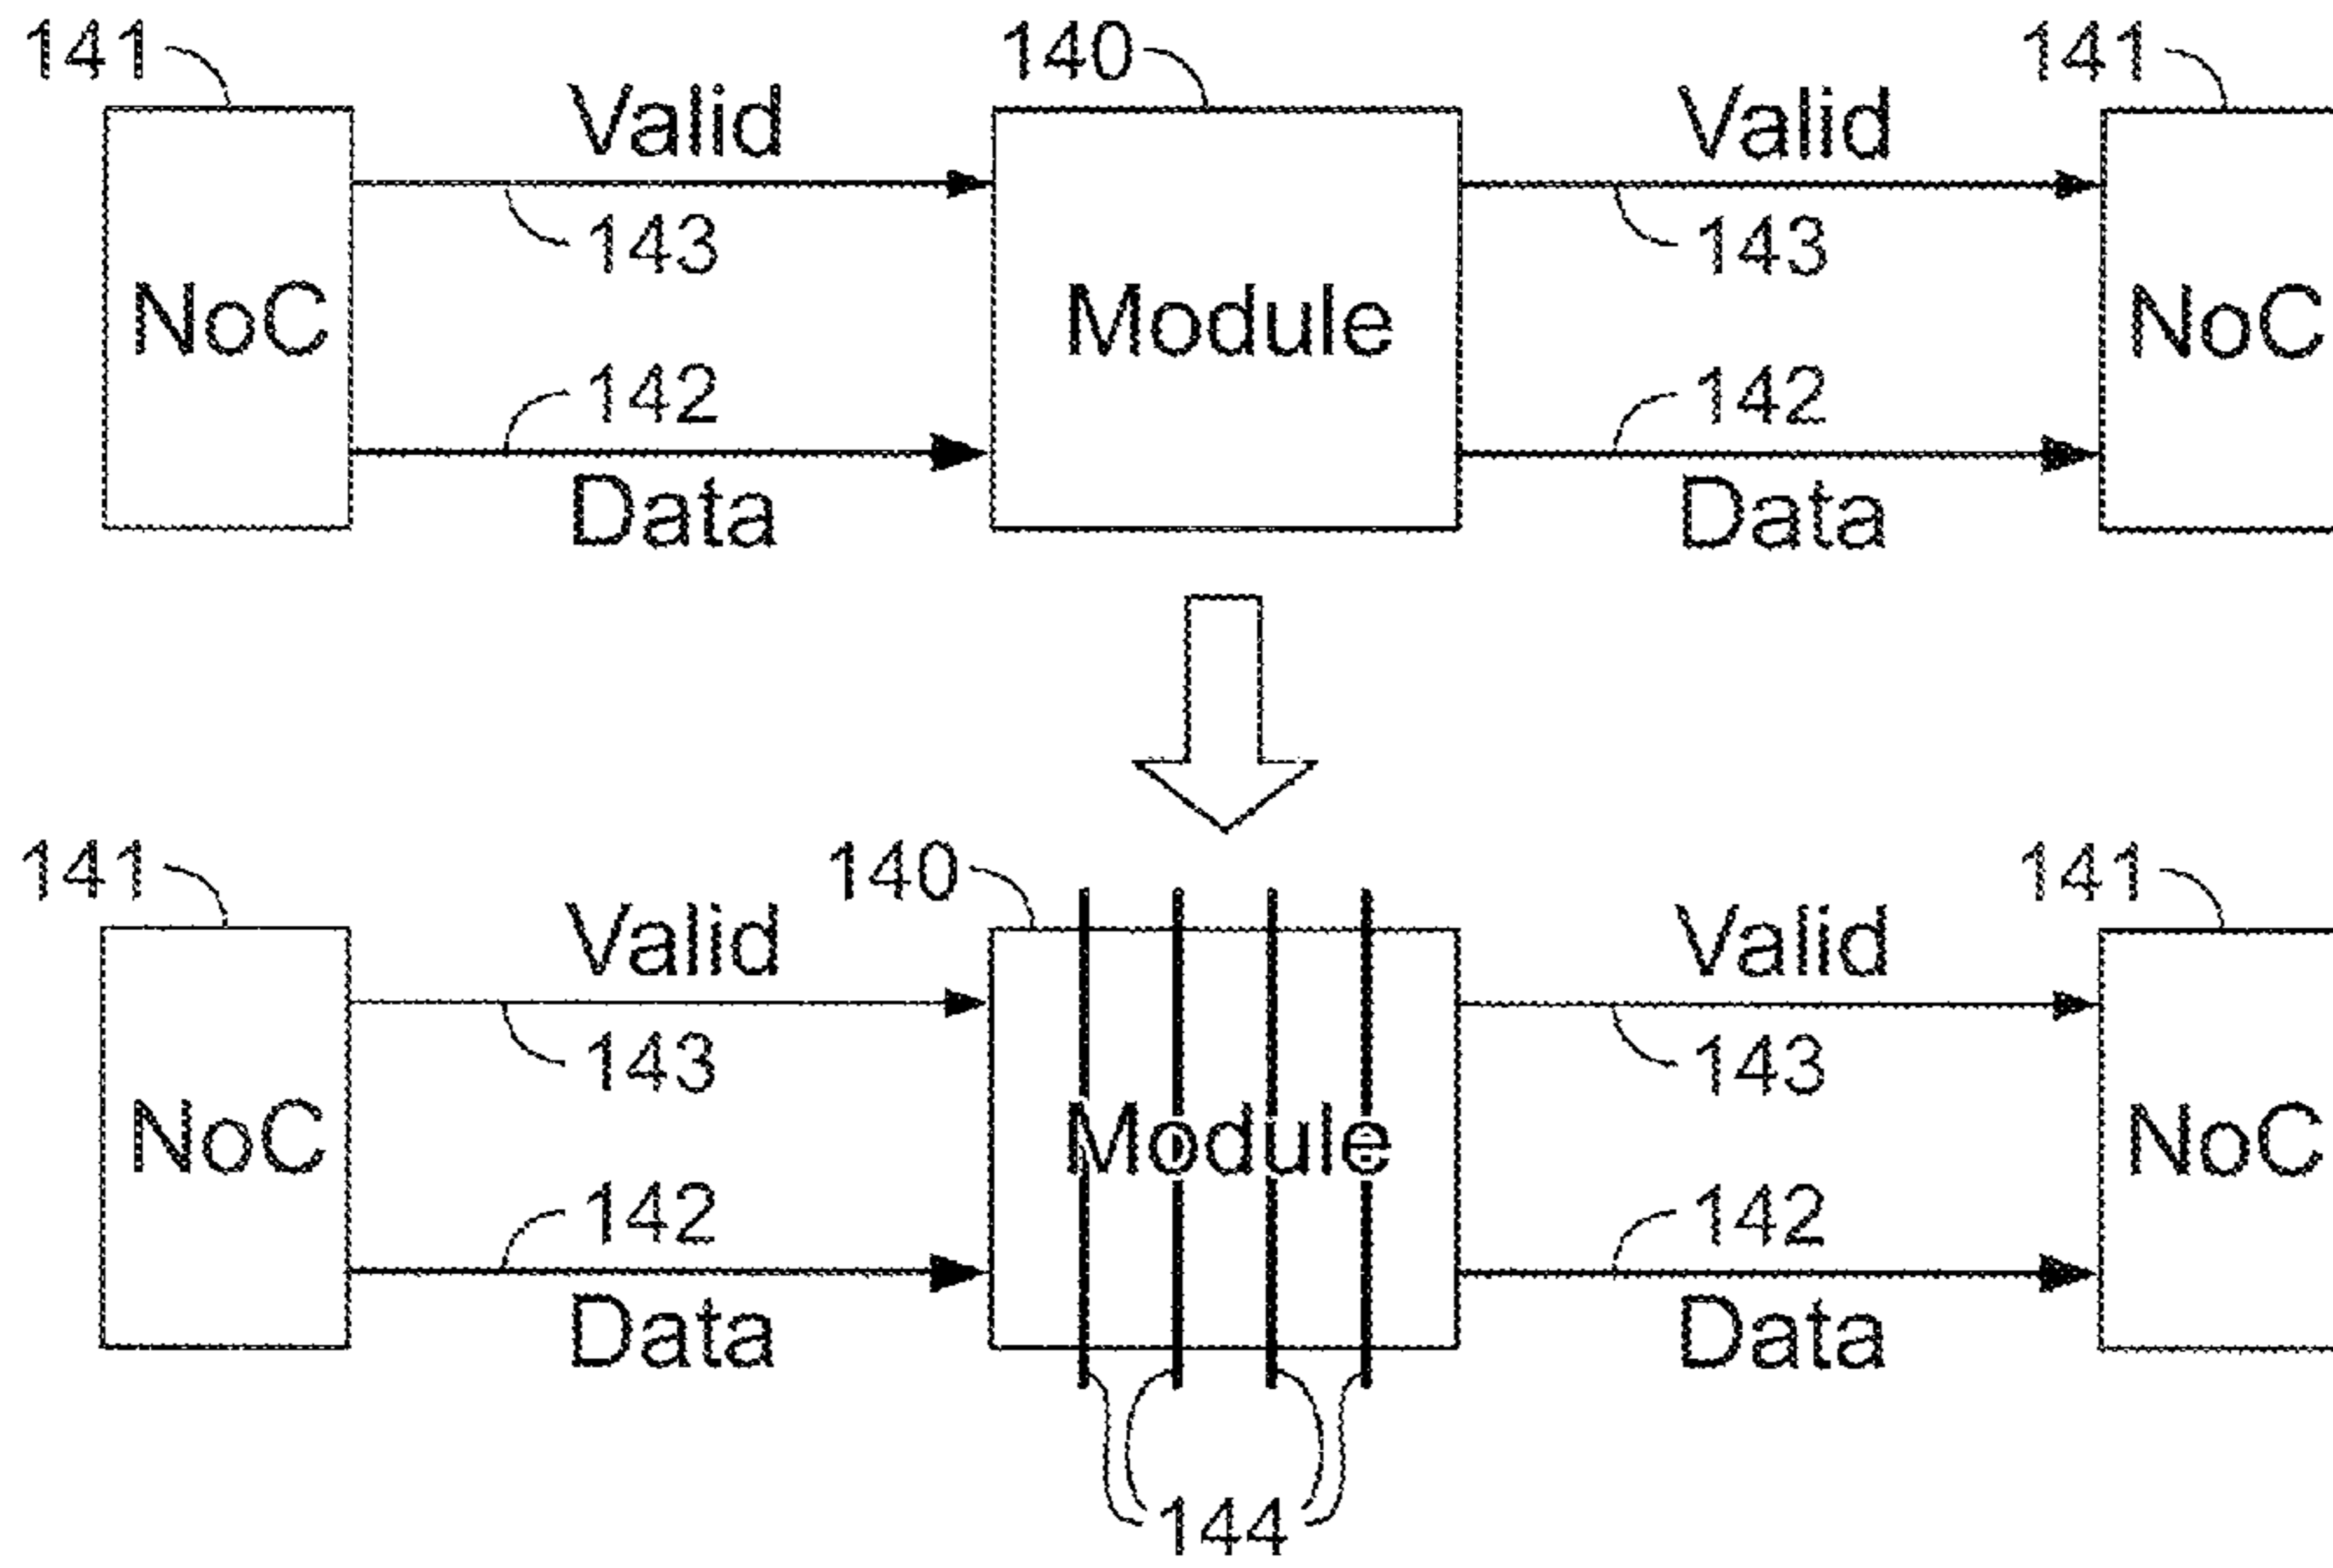 141 140 141
Valid Valid
143 143
NoC Module NoC
142 142
Data Data
141 140 141
Valid Valid
143 143
NoC Module NoC
142 142
Data Data
144